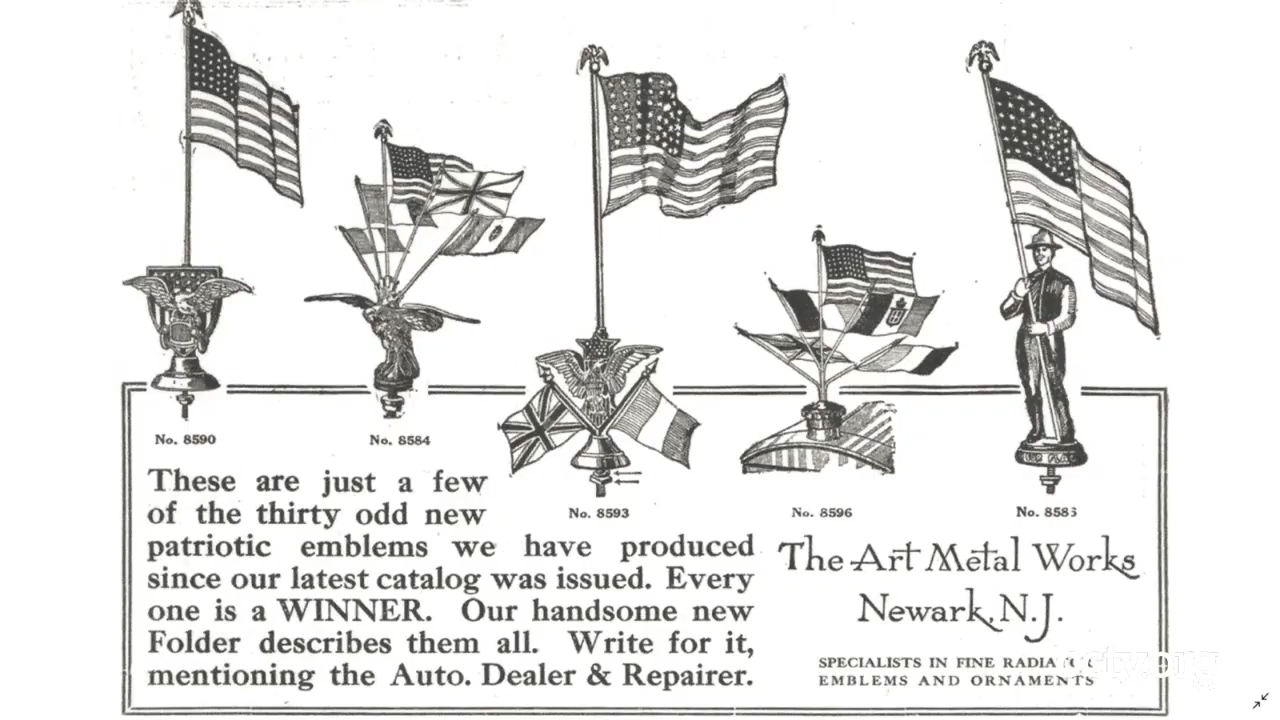 No. 8590
No. 8584
No. 8593
No. 8596
These are just a few
of the thirty odd new
patriotic emblems we have produced
since our latest catalog was issued. Every
one is a WINNER. Our handsome new
Folder describes them all. Write for it,
mentioning the Auto. Dealer & Repairer.
The Art Metal Works
Newark, N.J.
SPECIALISTS IN FINE RADIATOR
EMBLEMS AND ORNAMENTS